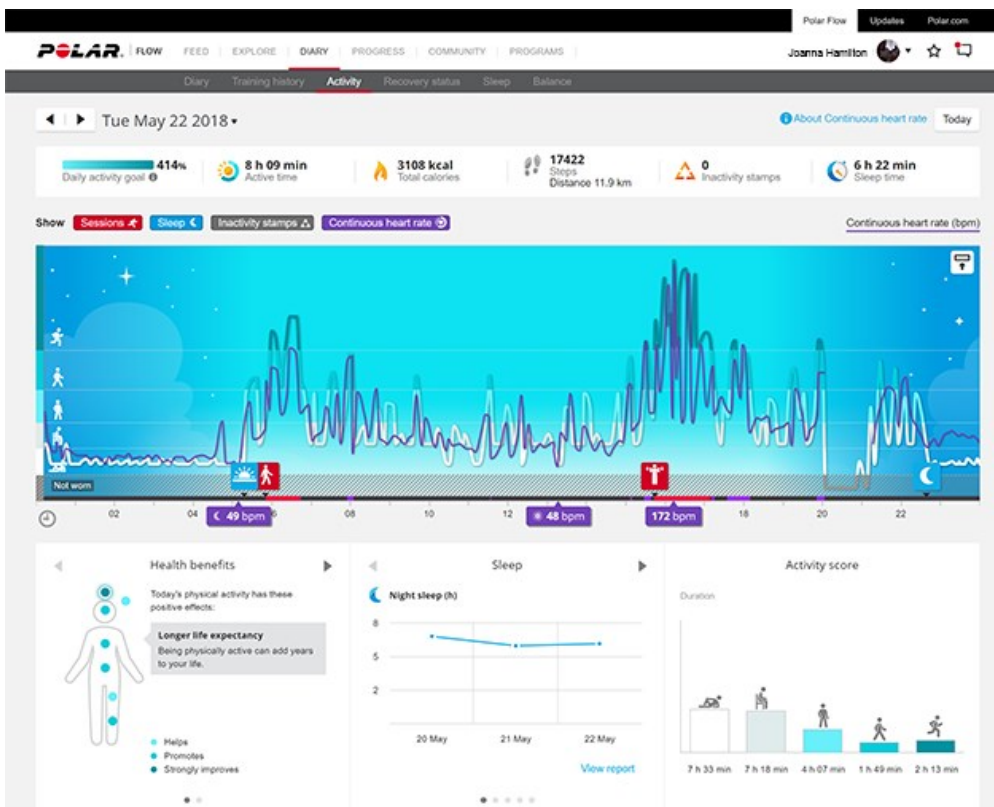 Polar Flow Updates Polar.com
POLAR. FLOW FEED EXPLORE DIARY PROGRESS COMMUNITY PROGRAMS
Joanna Hamilton
Diary Training history Activity Recovery status Sleep Balance
Tue May 22 2018
About Continuous heart rate Today
414%
Daily activity goal
8 h 09 min
Active time
3108 kcal
Total calories
17422
Steps
Distance 11.9 km
0
Inactivity stamps
6 h 22 min
Sleep time
Show Sessions Sleep Inactivity stamps Continuous heart rate
Continuous heart rate (bpm)
Not worn
02 04 6 08 10 12 16 18 20 22
49 bpm
48 bpm
172 bpm
Health benefits
Today's physical activity has these
positive effects:
Longer life expectancy
Being physically active can add years
to your life.
Helps
Promotes
Strongly improves
Sleep
Night sleep (h)
8
5
2
20 May 21 May 22 May
View report
Activity score
Duration
7 h 33 min 7 h 18 min 4 h 07 min 1 h 49 min 2 h 13 min